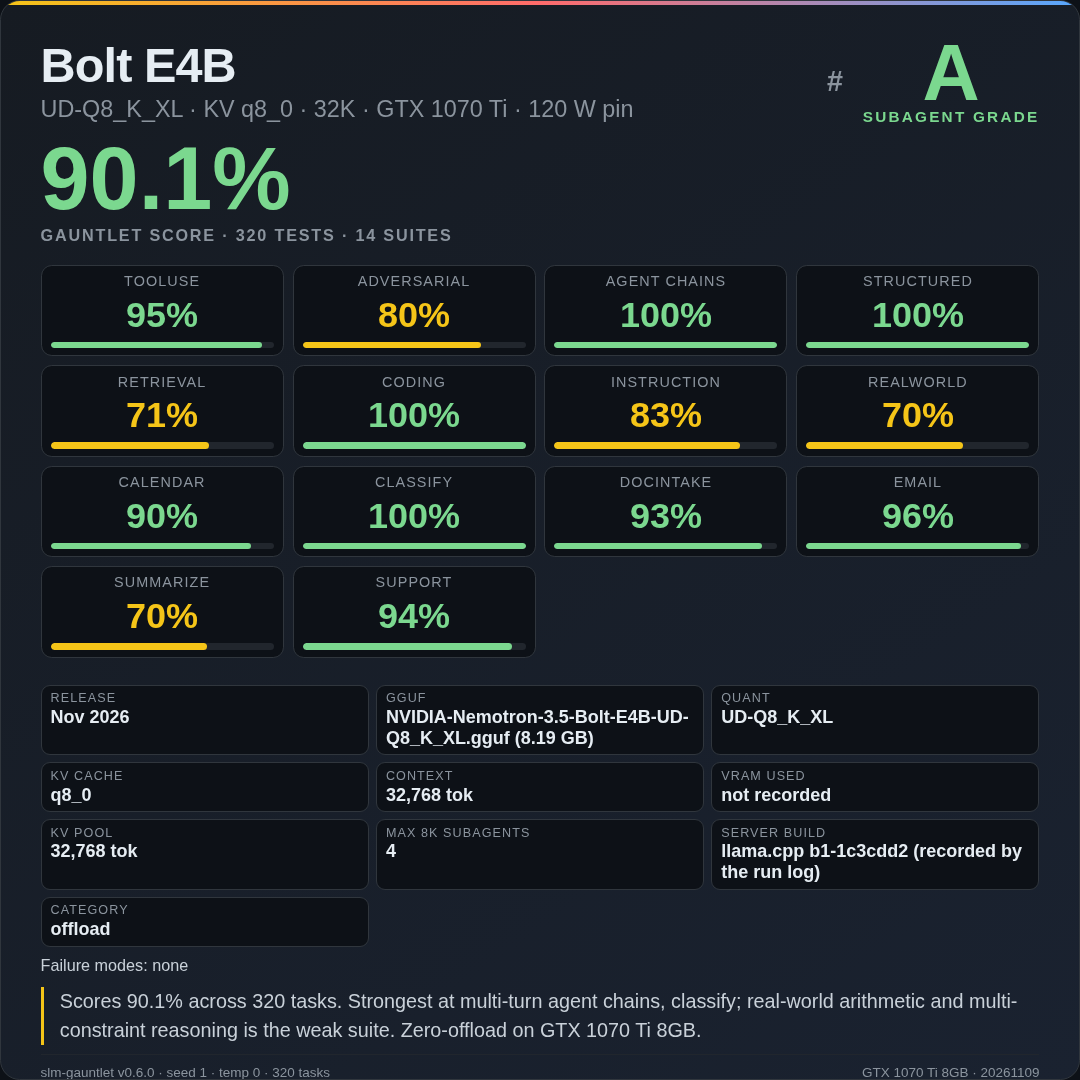 Bolt E4B
UD-Q8_K_XL · KV q8_0 · 32K · GTX 1070 Ti · 120 W pin
#
A
SUBAGENT GRADE
90.1%
GAUNTLET SCORE · 320 TESTS · 14 SUITES
TOOLUSE
95%
ADVERSARIAL
80%
AGENT CHAINS
100%
STRUCTURED
100%
RETRIEVAL
71%
CODING
100%
INSTRUCTION
83%
REALWORLD
70%
CALENDAR
90%
CLASSIFY
100%
DOCINTAKE
93%
EMAIL
96%
SUMMARIZE
70%
SUPPORT
94%
RELEASE
Nov 2026
GGUF
NVIDIA-Nemotron-3.5-Bolt-E4B-UD-
Q8_K_XL.gguf (8.19 GB)
QUANT
UD-Q8_K_XL
KV CACHE
q8_0
CONTEXT
32,768 tok
VRAM USED
not recorded
KV POOL
32,768 tok
MAX 8K SUBAGENTS
4
SERVER BUILD
llama.cpp b1-1c3cdd2 (recorded by
the run log)
CATEGORY
offload
Failure modes: none
Scores 90.1% across 320 tasks. Strongest at multi-turn agent chains, classify; real-world arithmetic and multi-
constraint reasoning is the weak suite. Zero-offload on GTX 1070 Ti 8GB.
slm-gauntlet v0.6.0 · seed 1 · temp 0 · 320 tasks
GTX 1070 Ti 8GB · 20261109